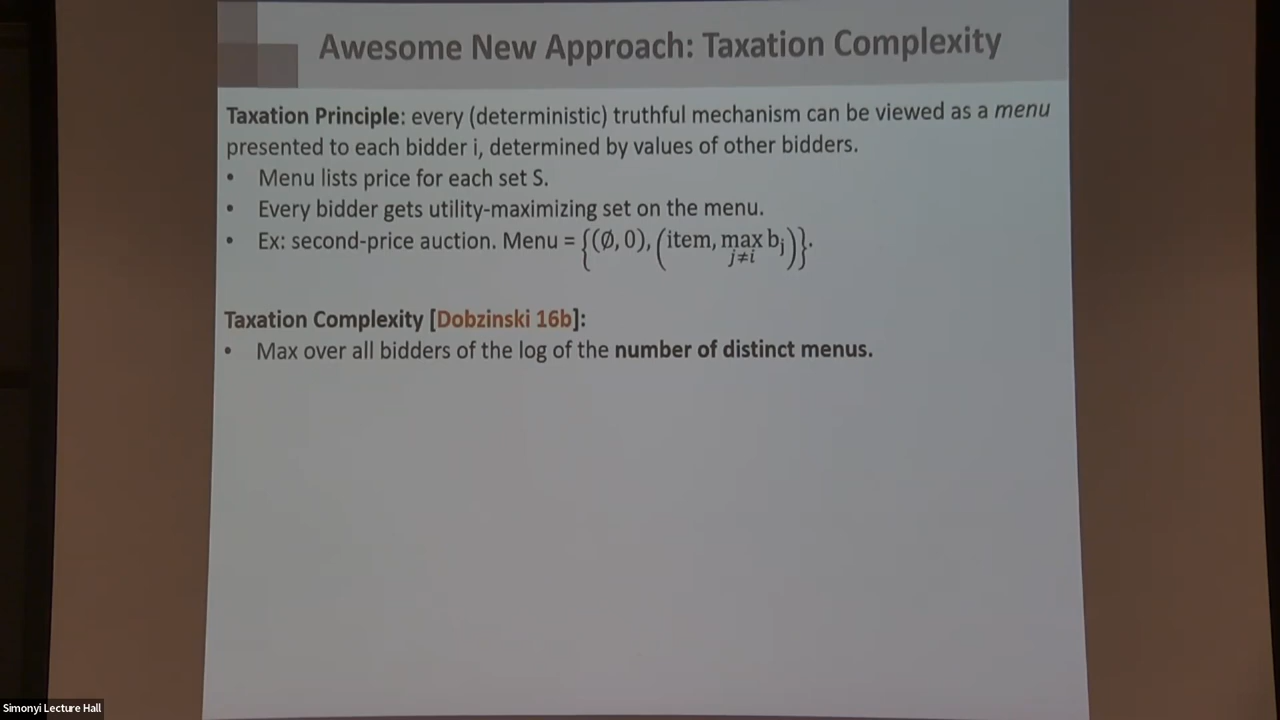 Awesome New Approach: Taxation Complexity
Taxation Principle: every (deterministic) truthful mechanism can be viewed as a menu
presented to each bidder i, determined by values of other bidders.
• Menu lists price for each set S.
• Every bidder gets utility-maximizing set on the menu.
• Ex: second-price auction. Menu = {(∅, 0), (item, max_{j≠i} b_j)}.
Taxation Complexity [Dobzinski 16b]:
• Max over all bidders of the log of the number of distinct menus.
Simonyi Lecture Hall